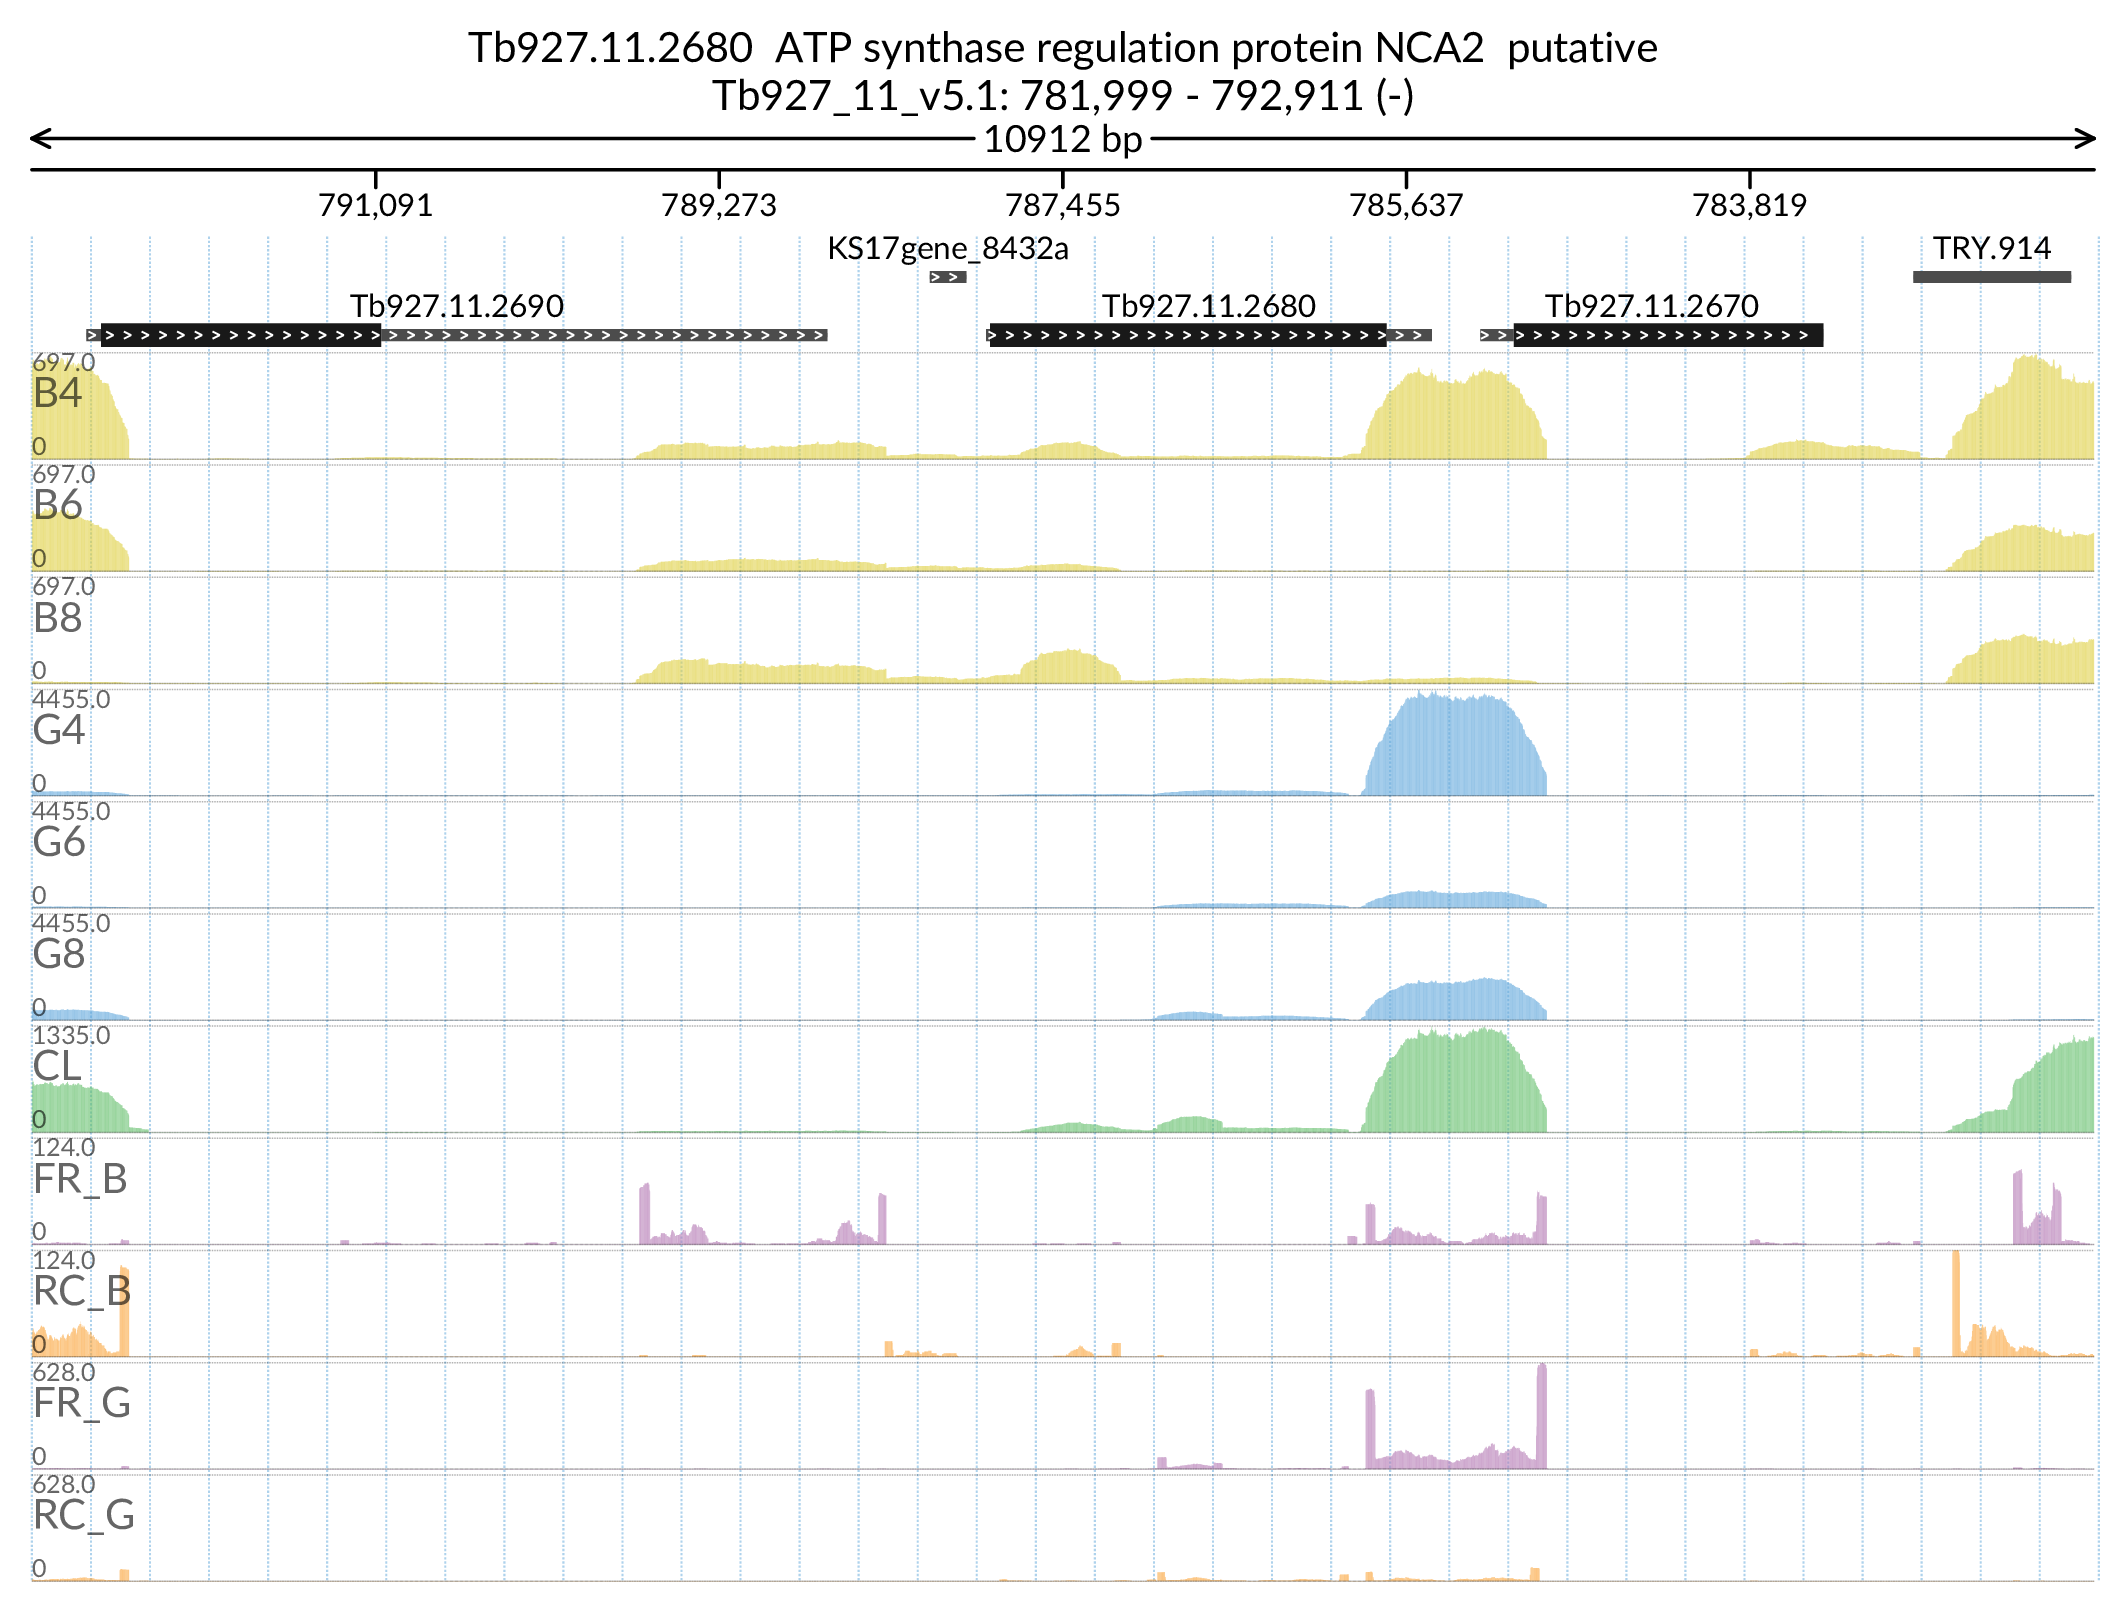 Tb927.11.2680  ATP synthase regulation protein NCA2  putative
Tb927_11_v5.1: 781,999 - 792,911 (-)
10912 bp
791,091 789,273 787,455 785,637 783,819
KS17gene_8432a TRY.914
Tb927.11.2690 Tb927.11.2680 Tb927.11.2670
697.0
B4
0
697.0
B6
0
697.0
B8
0
4455.0
G4
0
4455.0
G6
0
4455.0
G8
0
1335.0
CL
0
124.0
FR_B
0
124.0
RC_B
0
628.0
FR_G
0
628.0
RC_G
0